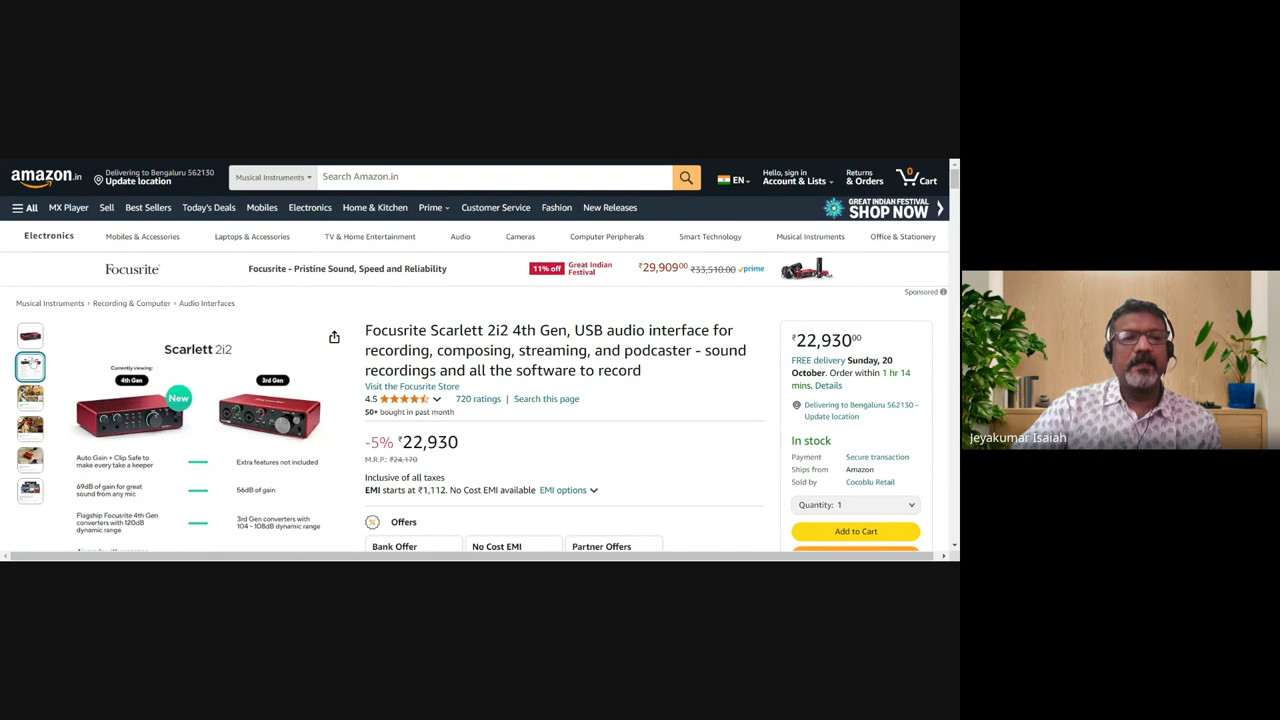 amazon.in
Delivering to Bengaluru 562130
Update location
Musical Instruments
Search Amazon.in
EN
Hello, sign in
Account & Lists
Returns
& Orders
0
Cart
All
MX Player
Sell
Best Sellers
Today's Deals
Mobiles
Electronics
Home & Kitchen
Prime
Customer Service
Fashion
New Releases
GREAT INDIAN FESTIVAL
SHOP NOW
Electronics
Mobiles & Accessories
Laptops & Accessories
TV & Home Entertainment
Audio
Cameras
Computer Peripherals
Smart Technology
Musical Instruments
Office & Stationery
Focusrite
Focusrite - Pristine Sound, Speed and Reliability
11% off
Great Indian
Festival
₹29,909.00 ₹33,510.00 prime
Sponsored
Musical Instruments › Recording & Computer › Audio Interfaces
Scarlett 2i2
Currently viewing:
4th Gen
3rd Gen
New
Auto Gain + Clip Safe to
make every take a keeper
Extra features not included
69dB of gain for great
sound from any mic
56dB of gain
Flagship Focusrite 4th Gen
converters with 120dB
dynamic range
3rd Gen converters with
104 – 108dB dynamic range
Focusrite Scarlett 2i2 4th Gen, USB audio interface for
recording, composing, streaming, and podcaster - sound
recordings and all the software to record
Visit the Focusrite Store
4.5
720 ratings | Search this page
50+ bought in past month
-5% ₹22,930
M.R.P.: ₹24,170
Inclusive of all taxes
EMI starts at ₹1,112. No Cost EMI available EMI options
Offers
Bank Offer
No Cost EMI
Partner Offers
₹22,930.00
FREE delivery Sunday, 20
October. Order within 1 hr 14
mins. Details
Delivering to Bengaluru 562130 -
Update location
In stock
Payment Secure transaction
Ships from Amazon
Sold by Cocoblu Retail
Quantity: 1
Add to Cart
Jeyakumar Isaiah